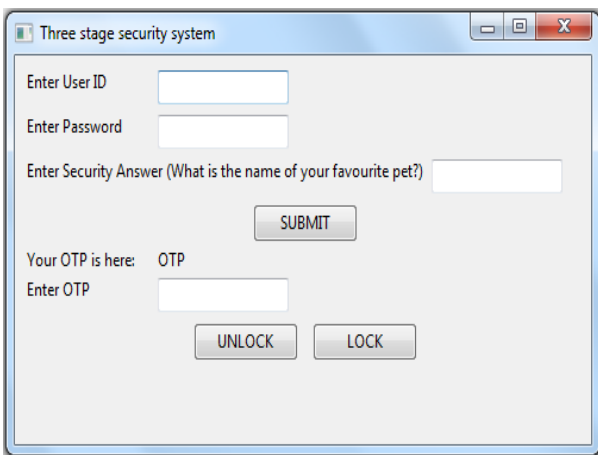 Three stage security system
Enter User ID
Enter Password
Enter Security Answer (What is the name of your favourite pet?)
SUBMIT
Your OTP is here: OTP
Enter OTP
UNLOCK LOCK